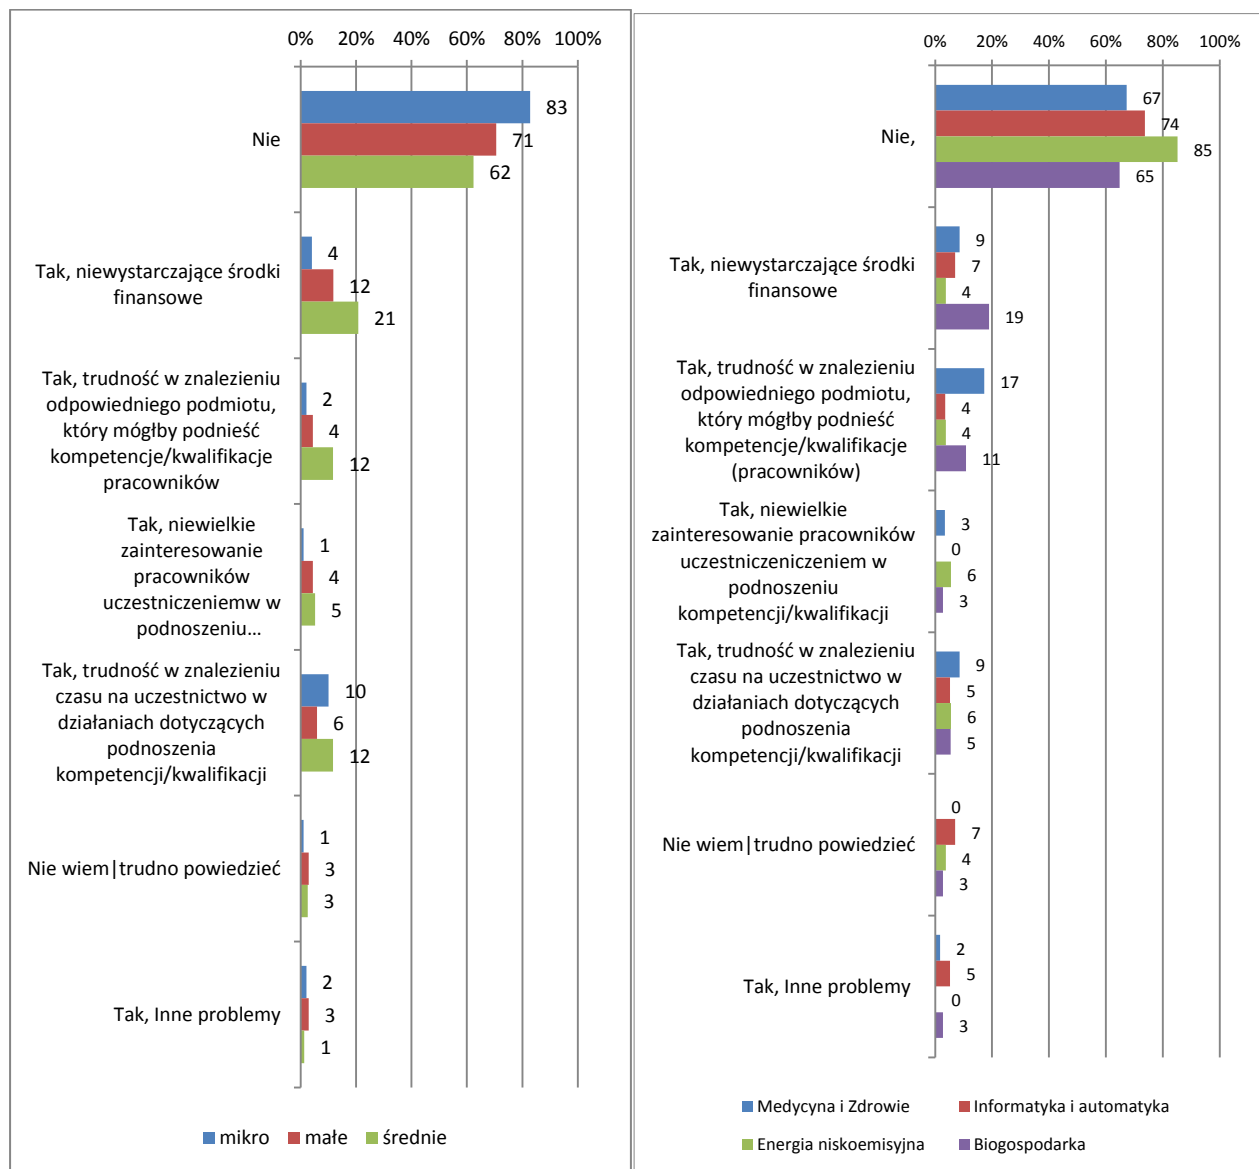 0% 20% 40% 60% 80% 100%
Nie
83
71
62
Tak, niewystarczające środki
finansowe
4
12
21
Tak, trudność w znalezieniu
odpowiedniego podmiotu,
który mógłby podnieść
kompetencje/kwalifikacje
pracowników
2
4
12
Tak, niewielkie
zainteresowanie
pracowników
uczestniczeniemw w
podnoszeniu...
1
4
5
Tak, trudność w znalezieniu
czasu na uczestnictwo w
działaniach dotyczących
podnoszenia
kompetencji/kwalifikacji
10
6
12
Nie wiem|trudno powiedzieć
1
3
3
Tak, Inne problemy
2
3
1
mikro małe średnie
0% 20% 40% 60% 80% 100%
Nie,
67
74
85
65
Tak, niewystarczające środki
finansowe
9
7
4
19
Tak, trudność w znalezieniu
odpowiedniego podmiotu,
który mógłby podnieść
kompetencje/kwalifikacje
(pracowników)
17
4
4
11
Tak, niewielkie
zainteresowanie pracowników
uczestniczeniczeniem w
podnoszeniu
kompetencji/kwalifikacji
3
0
6
3
Tak, trudność w znalezieniu
czasu na uczestnictwo w
działaniach dotyczących
podnoszenia
kompetencji/kwalifikacji
9
5
6
5
Nie wiem|trudno powiedzieć
0
7
4
3
Tak, Inne problemy
2
5
0
3
Medycyna i Zdrowie Informatyka i automatyka
Energia niskoemisyjna Biogospodarka